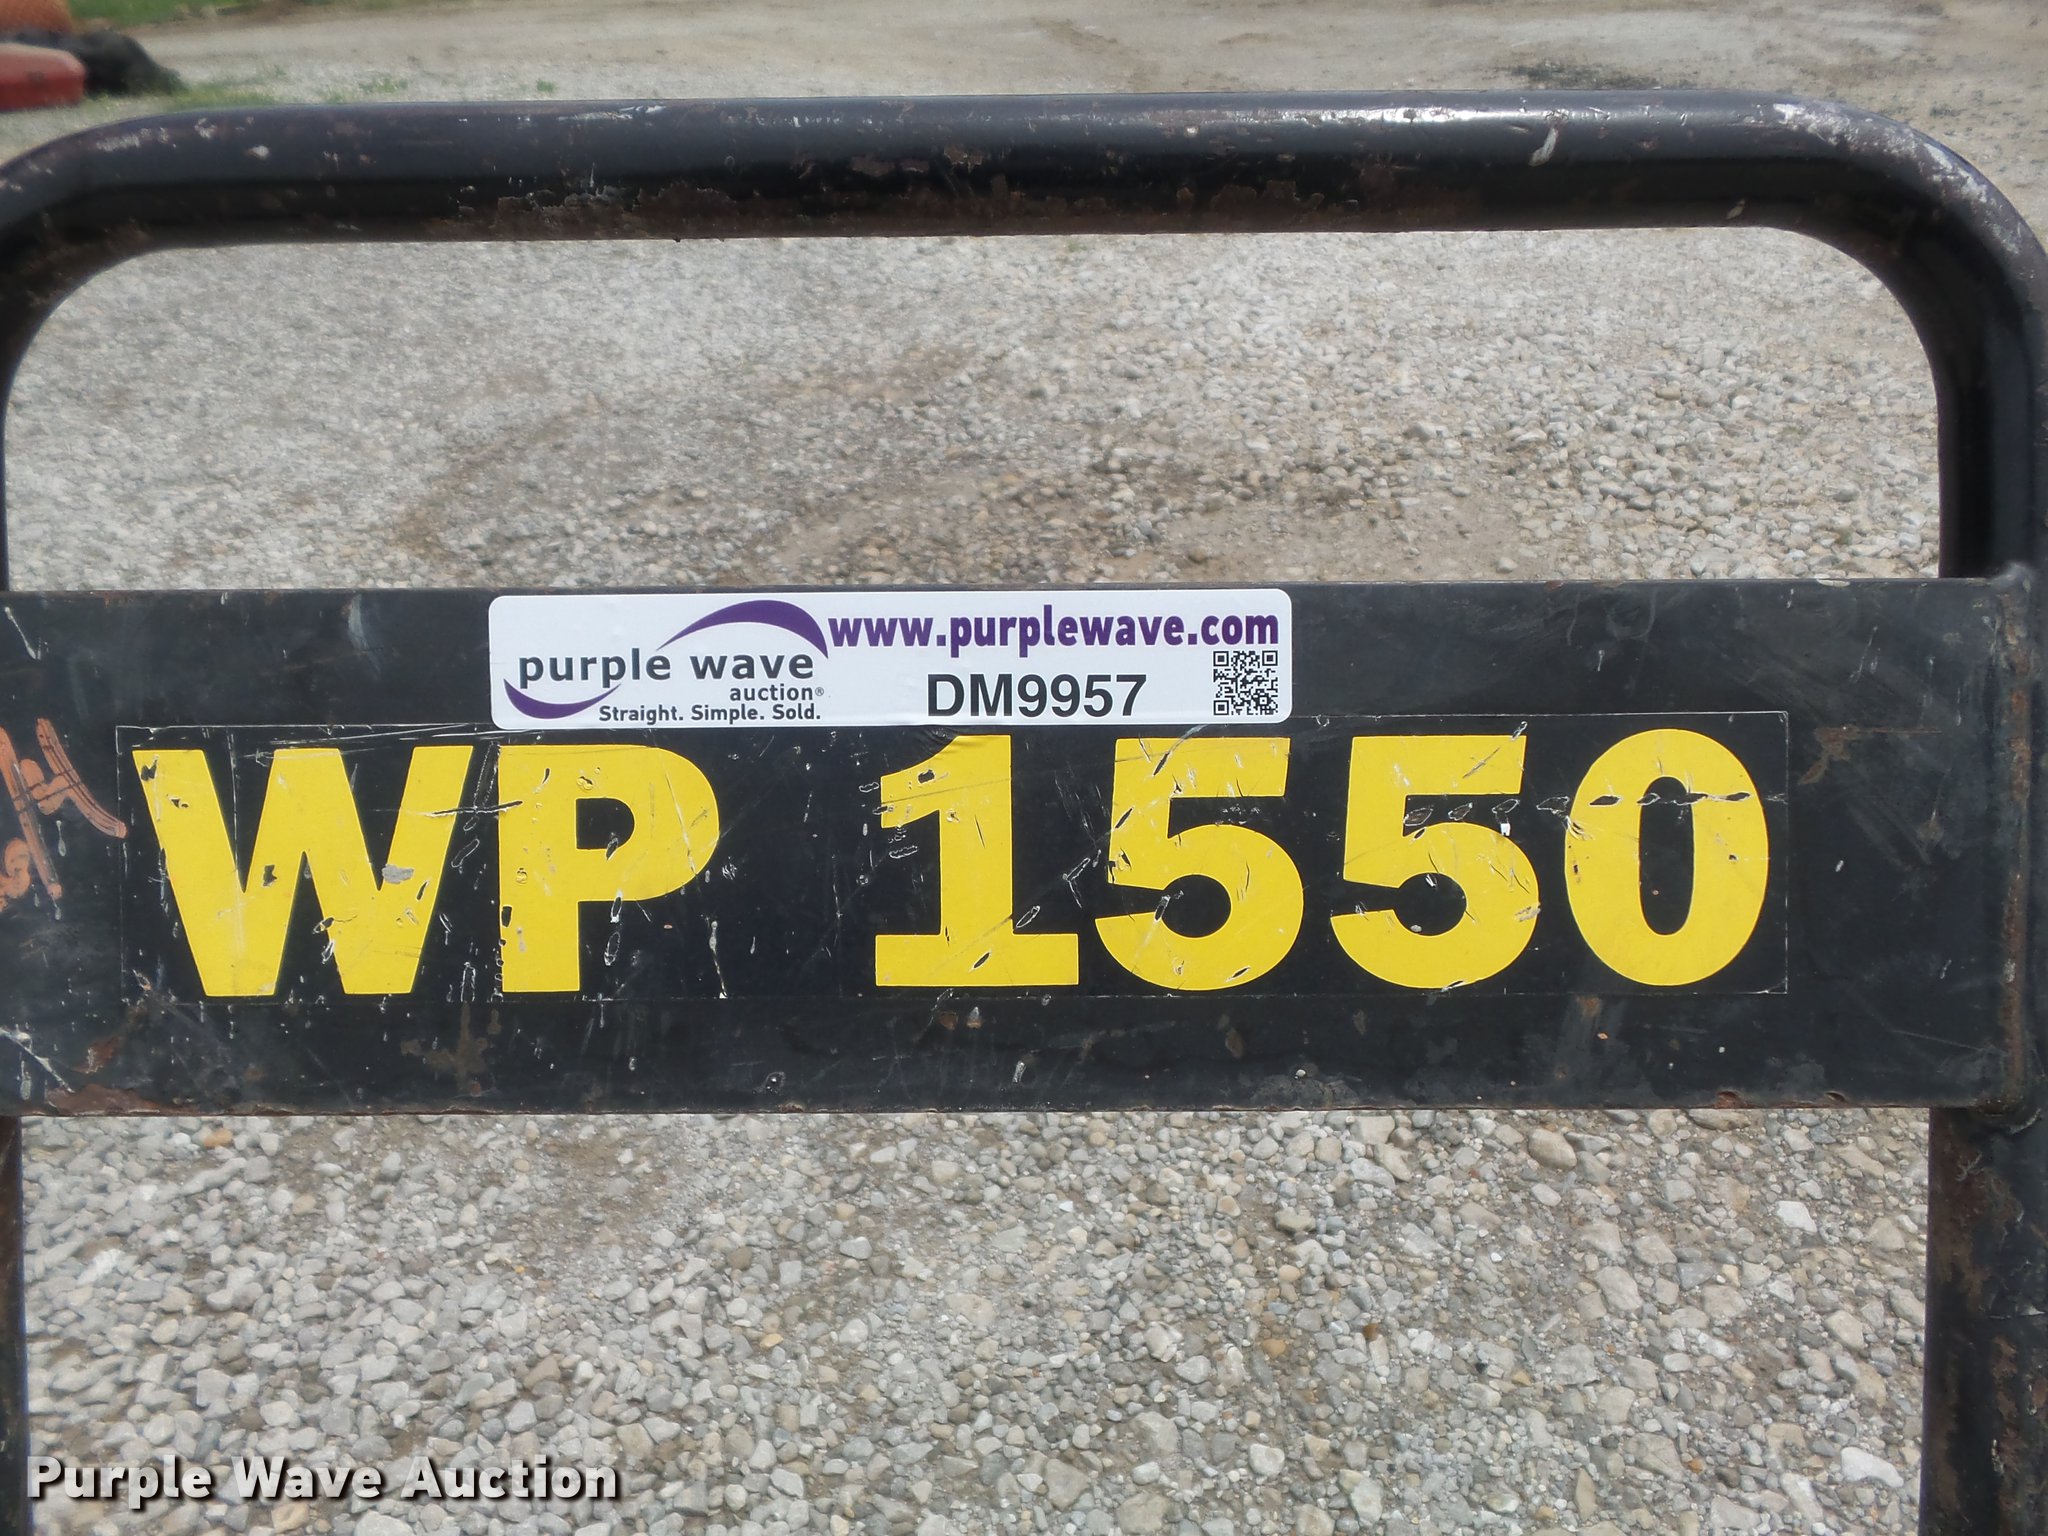 www.purplewave.com
purple wave
auction®
Straight. Simple. Sold.
DM9957
WP 1550
Purple Wave Auction